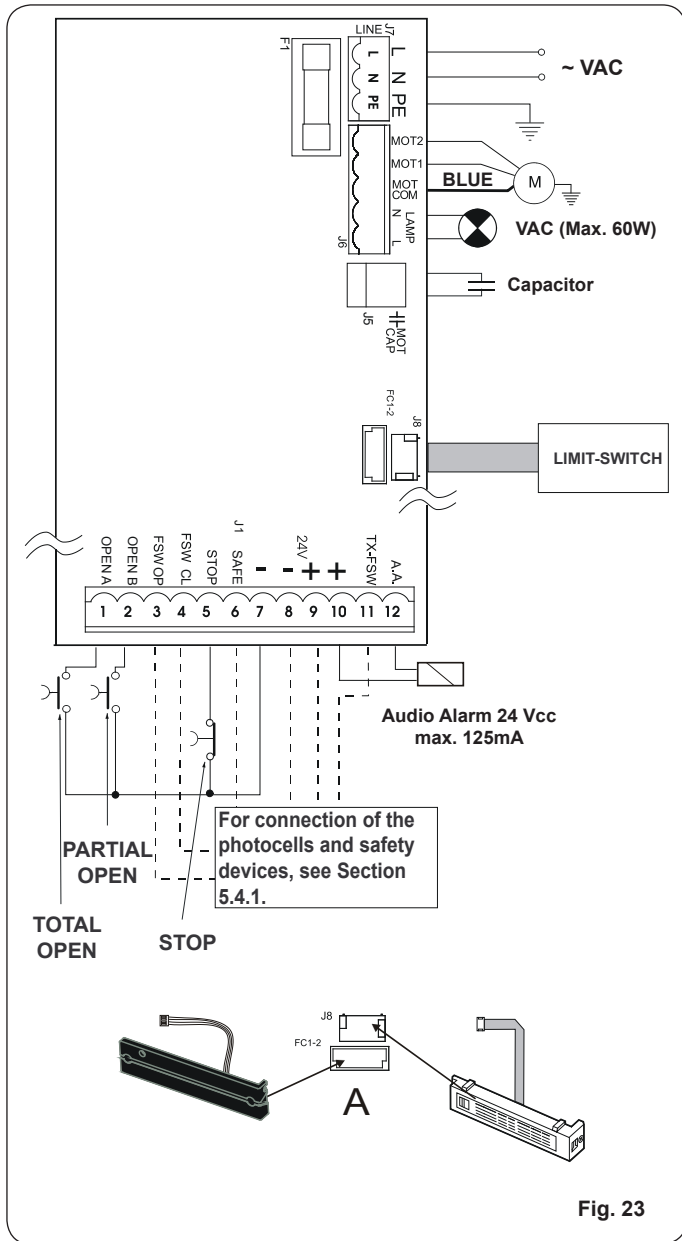 LINE J7
F1
L L
N N
PE PE
~ VAC
MOT2
MOT1
MOT COM
BLUE
M
N LAMP L
J6
VAC (Max. 60W)
Capacitor
J5
MOT CAP
FC1-2
J8
LIMIT-SWITCH
OPEN A
OPEN B
FSW OP
FSW CL
STOP
J1
SAFE
-
24V
-
+
+
TX-FSW
A.A.
1 2 3 4 5 6 7 8 9 10 11 12
Audio Alarm 24 Vcc
max. 125mA
For connection of the
photocells and safety
devices, see Section
5.4.1.
PARTIAL
OPEN
TOTAL
OPEN
STOP
J8
FC1-2
A
Fig. 23